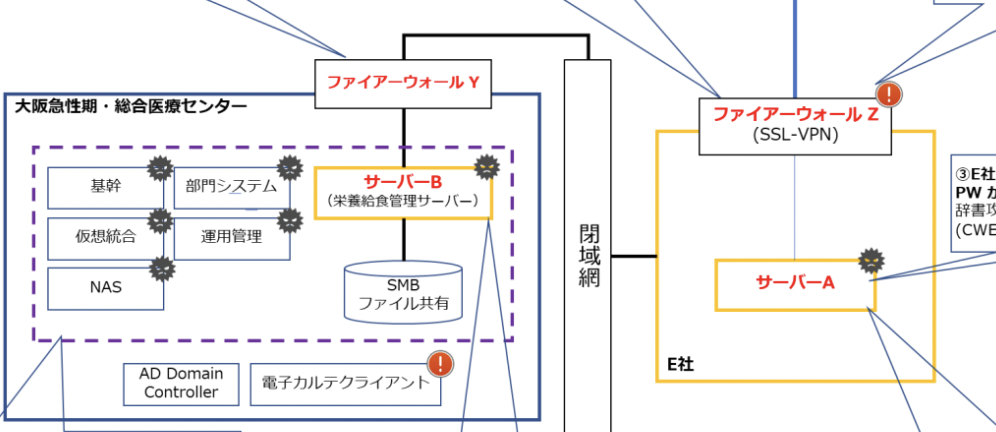 ファイアーウォール Y
大阪急性期・総合医療センター
基幹
部門システム
サーバーB
(栄養給食管理サーバー)
仮想統合
運用管理
NAS
SMB
ファイル共有
AD Domain
Controller
電子カルテクライアント
閉域網
ファイアーウォール Z
(SSL-VPN)
サーバーA
E社
③E社
PW
辞書攻
(CWE